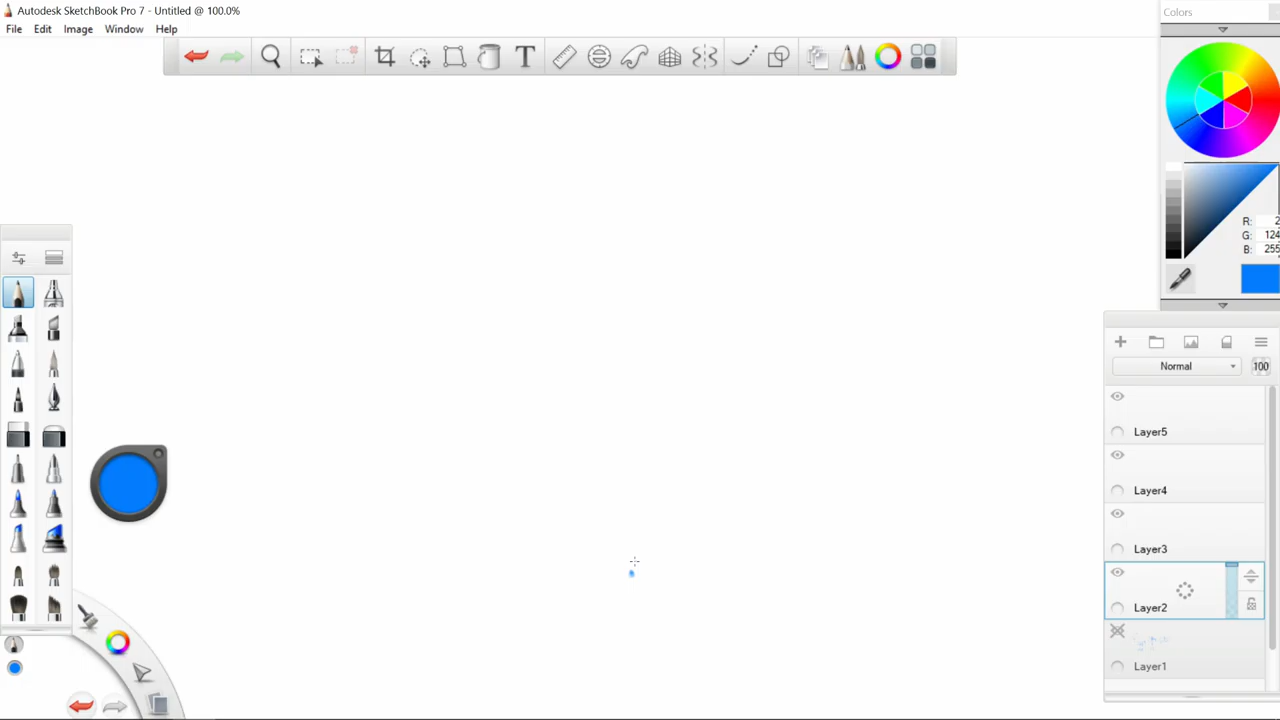 Autodesk SketchBook Pro 7 - Untitled @ 100.0%
File Edit Image Window Help
Colors
R: 2
G: 124
B: 255
Normal 100
Layer5
Layer4
Layer3
Layer2
Layer1